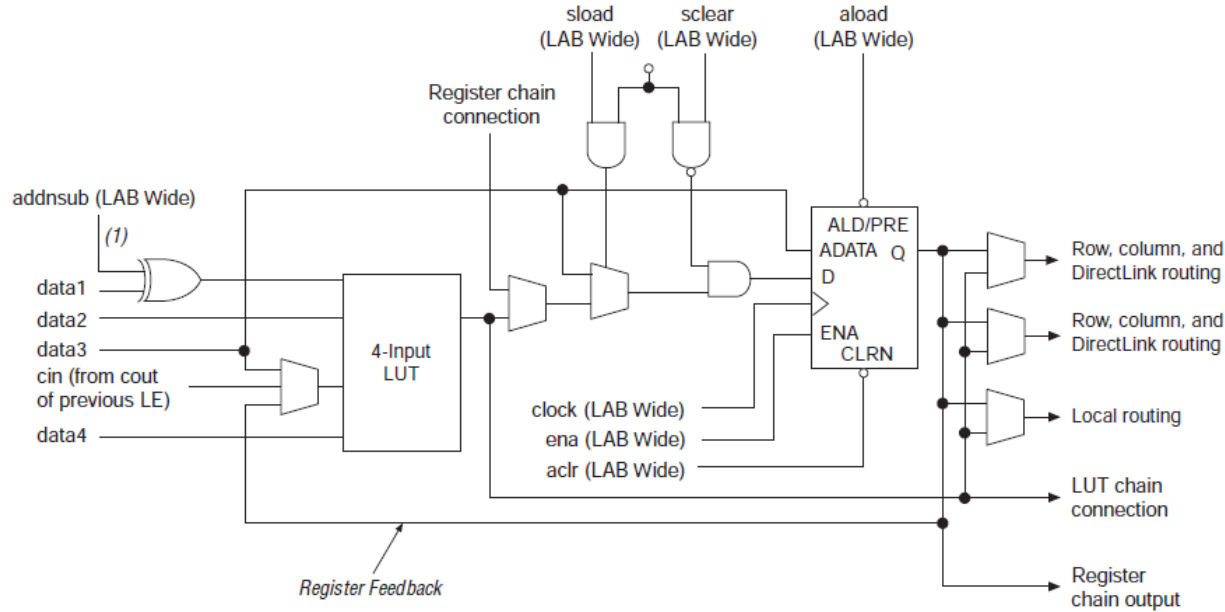 sload
(LAB Wide)
sclear
(LAB Wide)
aload
(LAB Wide)
Register chain
connection
addnsub (LAB Wide)
(1)
data1
data2
data3
cin (from cout
of previous LE)
data4
4-Input
LUT
ALD/PRE
ADATA Q
D
ENA
CLRN
clock (LAB Wide)
ena (LAB Wide)
aclr (LAB Wide)
Row, column, and
DirectLink routing
Row, column, and
DirectLink routing
Local routing
LUT chain
connection
Register
chain output
Register Feedback